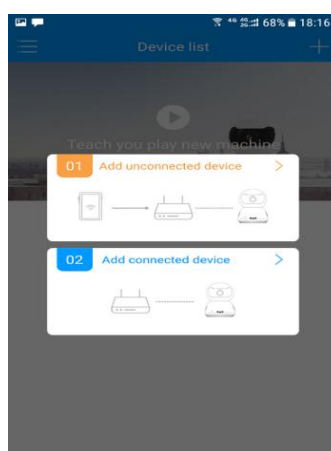 68% 18:16
Device list
Teach you play new machine
01 Add unconnected device >
02 Add connected device >